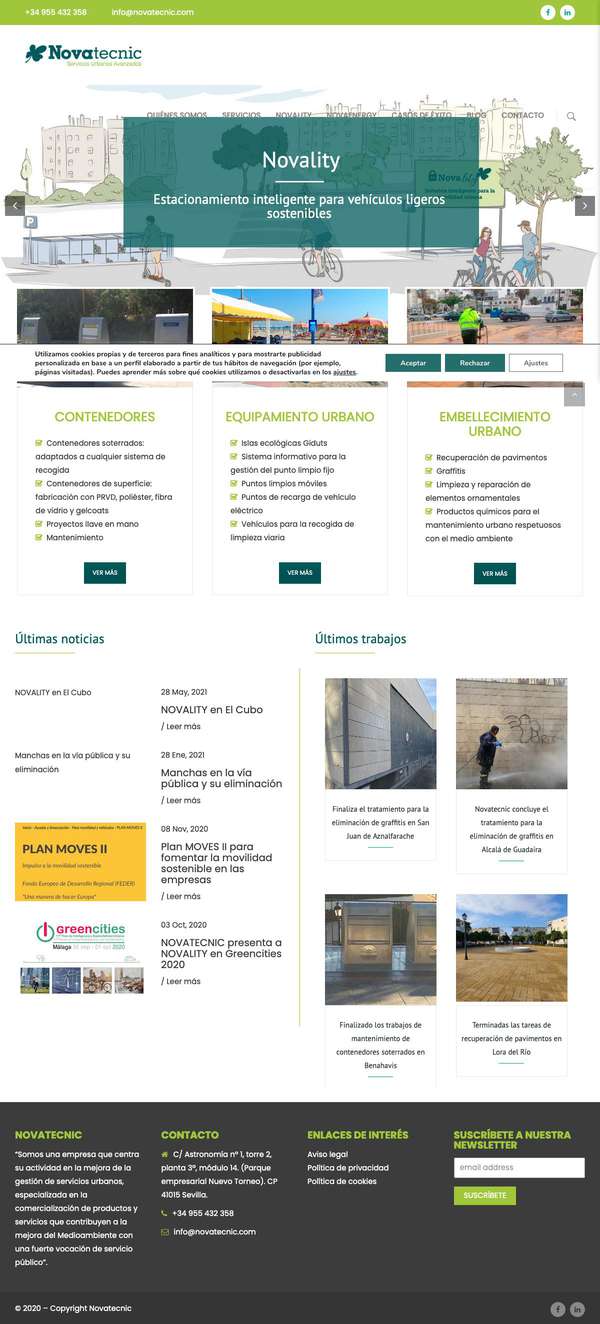 +34 955 432 358 info@novatecnic.com
Novatecnic
Servicios Urbanos Avanzados
QUIÉNES SOMOS SERVICIOS NOVALITY NOVAENERGY CASOS DE ÉXITO BLOG CONTACTO
Novality
Estacionamiento inteligente para vehículos ligeros
sostenibles
Utilizamos cookies propias y de terceros para fines analíticos y para mostrarte publicidad
personalizada en base a un perfil elaborado a partir de tus hábitos de navegación (por ejemplo,
páginas visitadas). Puedes aprender más sobre qué cookies utilizamos o desactivarlas en los ajustes.
Aceptar Rechazar Ajustes
CONTENEDORES
Contenedores soterrados:
adaptados a cualquier sistema de
recogida
Contenedores de superficie:
fabricación con PRVD, poliéster, fibra
de vidrio y gelcoats
Proyectos llave en mano
Mantenimiento
VER MÁS
EQUIPAMIENTO URBANO
Islas ecológicas Giduts
Sistema informativo para la
gestión del punto limpio fijo
Puntos limpios móviles
Puntos de recarga de vehículo
eléctrico
Vehículos para la recogida de
limpieza viaria
VER MÁS
EMBELLECIMIENTO
URBANO
Recuperación de pavimentos
Graffitis
Limpieza y reparación de
elementos ornamentales
Productos químicos para el
mantenimiento urbano respetuosos
con el medio ambiente
VER MÁS
Últimas noticias
NOVALITY en El Cubo
28 May, 2021
NOVALITY en El Cubo
/ Leer más
Manchas en la vía pública y su
eliminación
28 Ene, 2021
Manchas en la vía
pública y su eliminación
/ Leer más
PLAN MOVES II
Impulso a la movilidad sostenible
Fondo Europeo de Desarrollo Regional (FEDER)
"Una manera de hacer Europa"
08 Nov, 2020
Plan MOVES II para
fomentar la movilidad
sostenible en las
empresas
/ Leer más
greencities
03 Oct, 2020
NOVATECNIC presenta a
NOVALITY en Greencities
2020
/ Leer más
Últimos trabajos
Finaliza el tratamiento para la
eliminación de graffitis en San
Juan de Aznalfarache
Novatecnic concluye el
tratamiento para la
eliminación de graffitis en
Alcalá de Guadaira
Finalizado los trabajos de
mantenimiento de
contenedores soterrados en
Benahavis
Terminadas las tareas de
recuperación de pavimentos en
Lora del Río
NOVATECNIC
“Somos una empresa que centra
su actividad en la mejora de la
gestión de servicios urbanos,
especializada en la
comercialización de productos y
servicios que contribuyen a la
mejora del Medioambiente con
una fuerte vocación de servicio
público”.
CONTACTO
C/ Astronomía nº 1, torre 2,
planta 3ª, módulo 14. (Parque
empresarial Nuevo Torneo). CP
41015 Sevilla.
+34 955 432 358
info@novatecnic.com
ENLACES DE INTERÉS
Aviso legal
Política de privacidad
Política de cookies
SUSCRÍBETE A NUESTRA
NEWSLETTER
email address
SUSCRÍBETE
© 2020 – Copyright Novatecnic